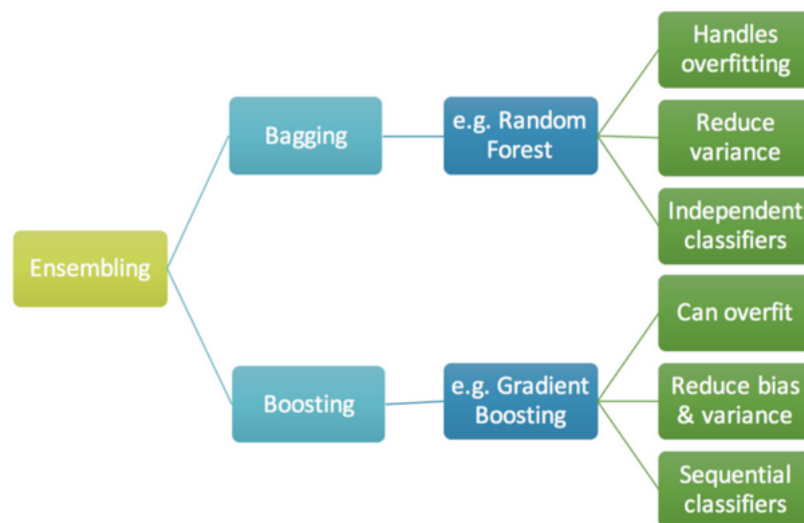 Ensembling
Bagging
e.g. Random
Forest
Handles
overfitting
Reduce
variance
Independent
classifiers
Boosting
e.g. Gradient
Boosting
Can overfit
Reduce bias
& variance
Sequential
classifiers